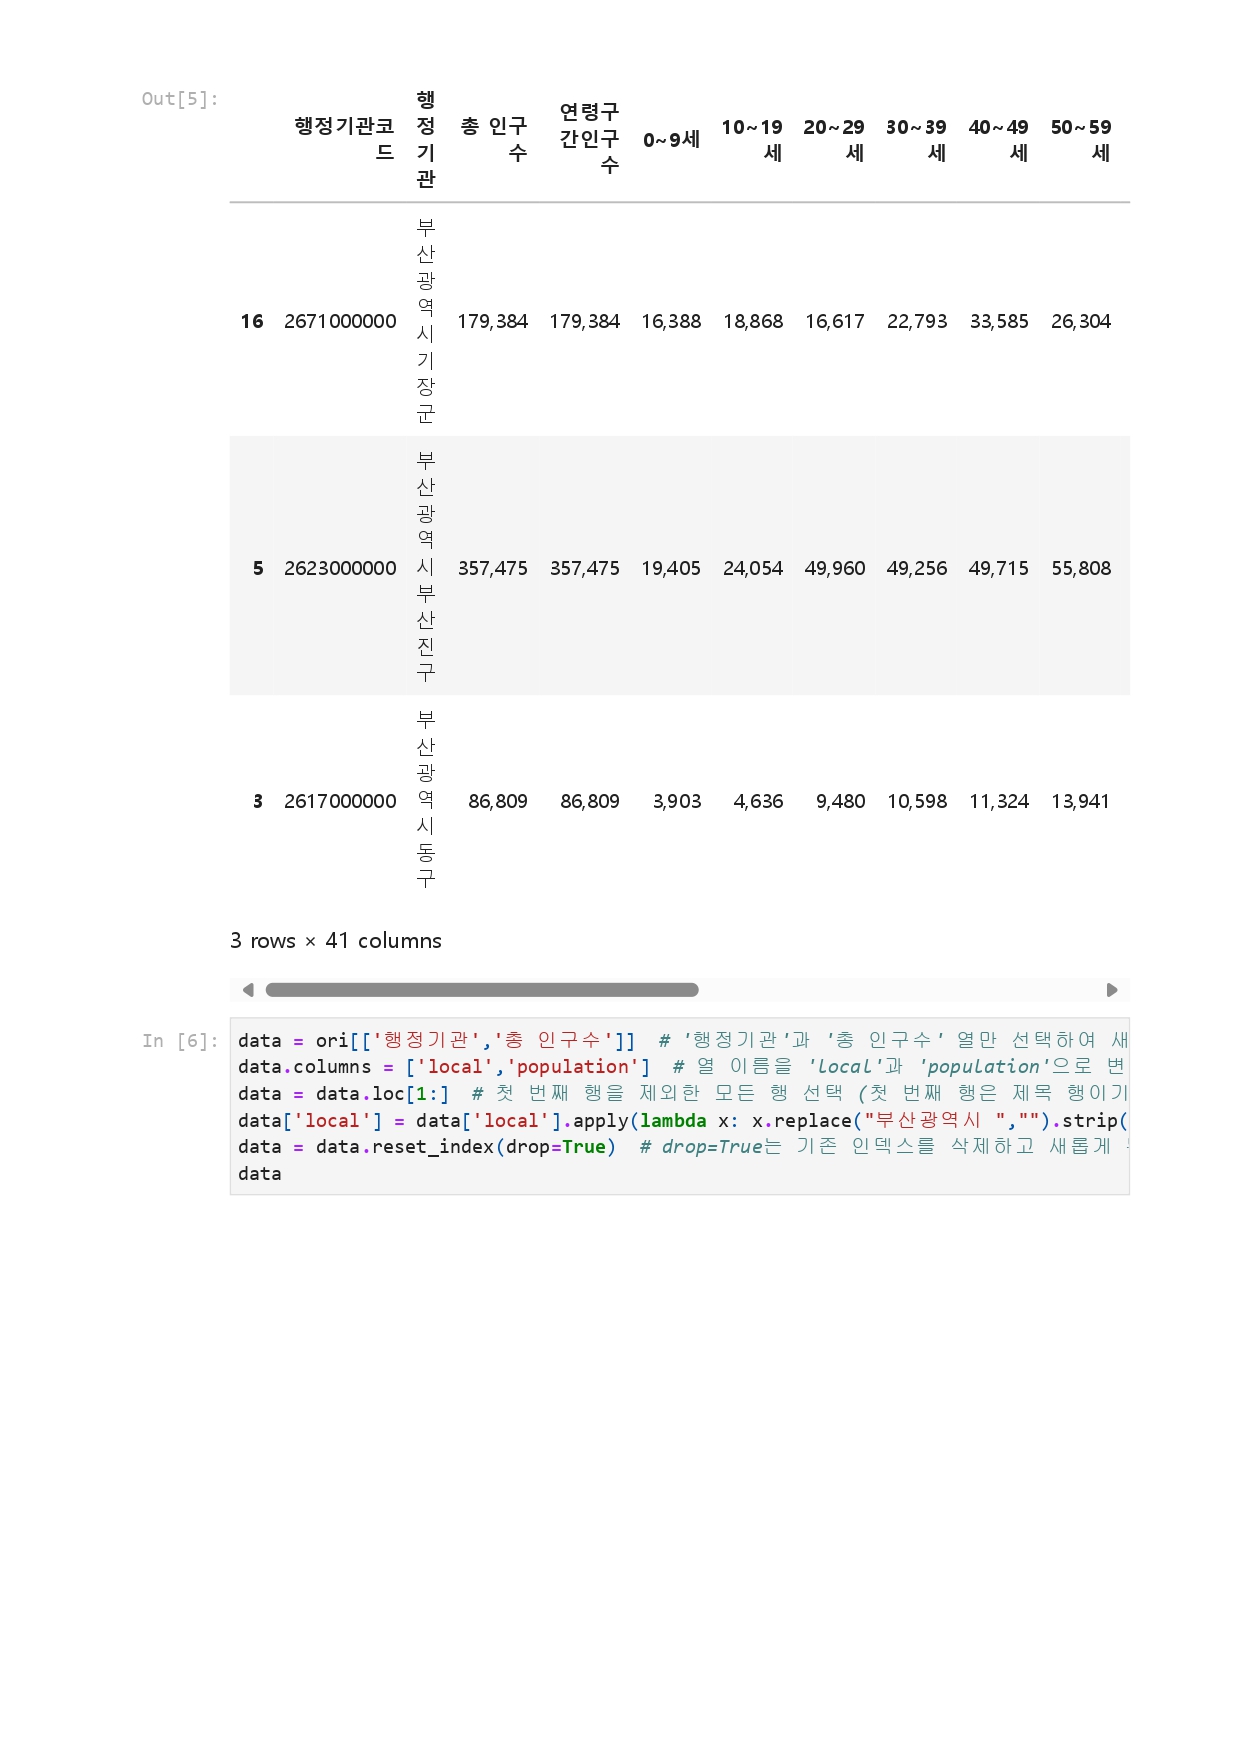 Out[5]:
행정기관코드 행정기관 총 인구수 연령구간인구수 0~9세 10~19세 20~29세 30~39세 40~49세 50~59세
16 2671000000 부산광역시 기장군 179,384 179,384 16,388 18,868 16,617 22,793 33,585 26,304
5 2623000000 부산광역시 부산진구 357,475 357,475 19,405 24,054 49,960 49,256 49,715 55,808
3 2617000000 부산광역시 동구 86,809 86,809 3,903 4,636 9,480 10,598 11,324 13,941
3 rows × 41 columns
In [6]:
data = ori[['행정기관','총 인구수']]  # '행정기관'과 '총 인구수' 열만 선택하여 새
data.columns = ['local','population']  # 열 이름을 'local'과 'population'으로 변
data = data.loc[1:]  # 첫 번째 행을 제외한 모든 행 선택 (첫 번째 행은 제목 행이기
data['local'] = data['local'].apply(lambda x: x.replace("부산광역시 ","").strip(
data = data.reset_index(drop=True)  # drop=True는 기존 인덱스를 삭제하고 새롭게
data